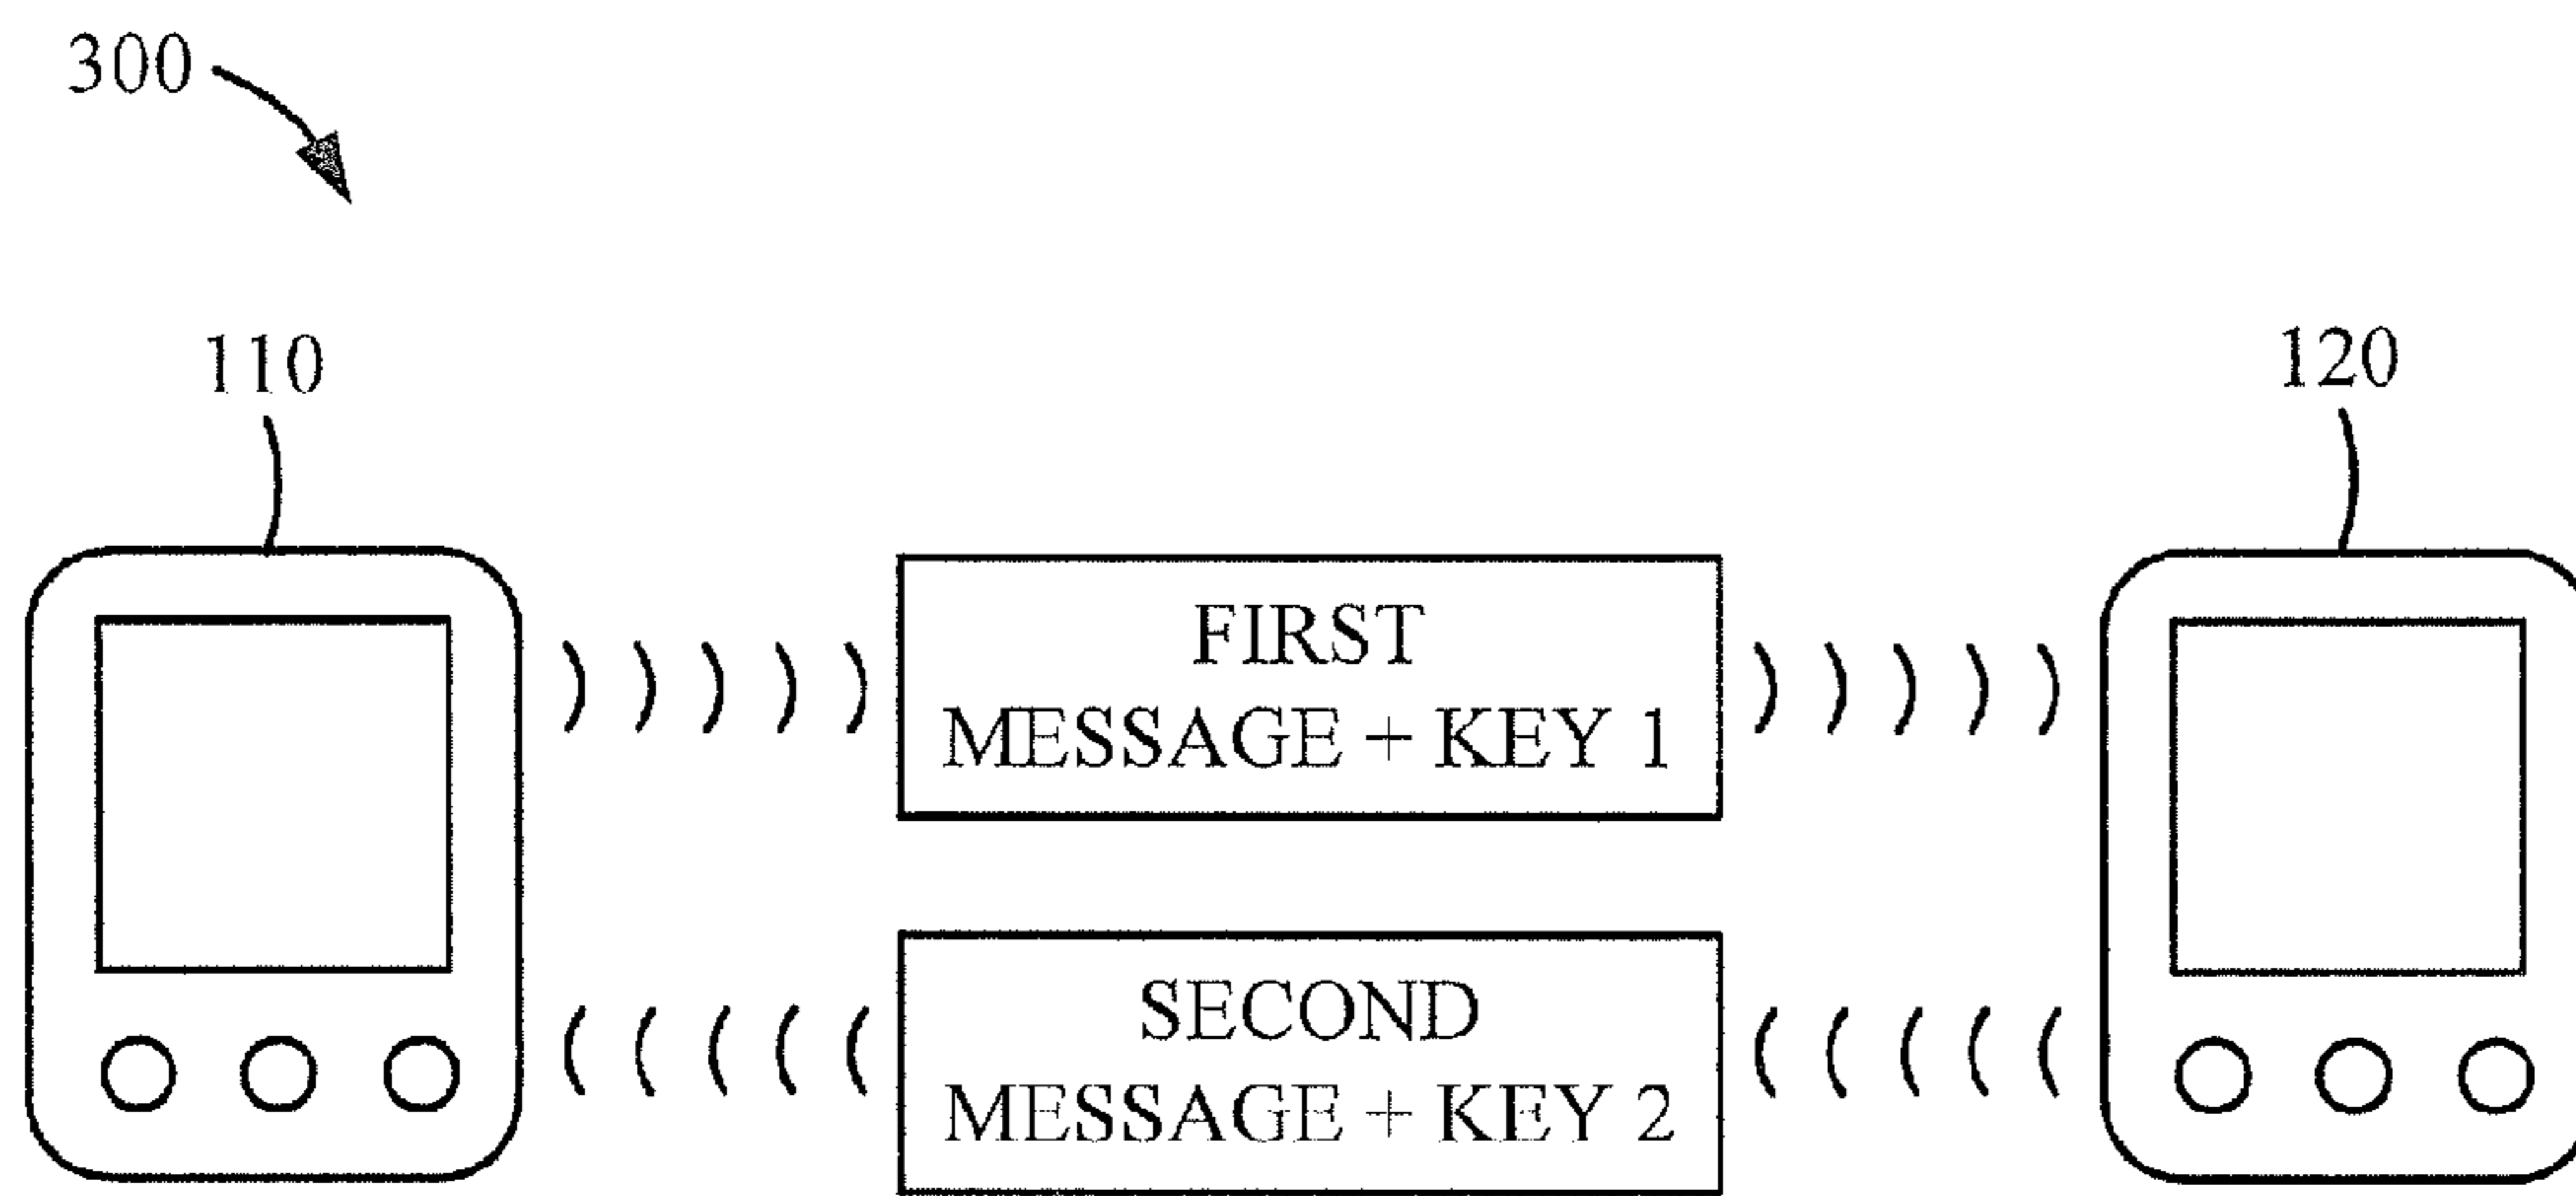 300
110
120
FIRST
MESSAGE + KEY 1
SECOND
MESSAGE + KEY 2